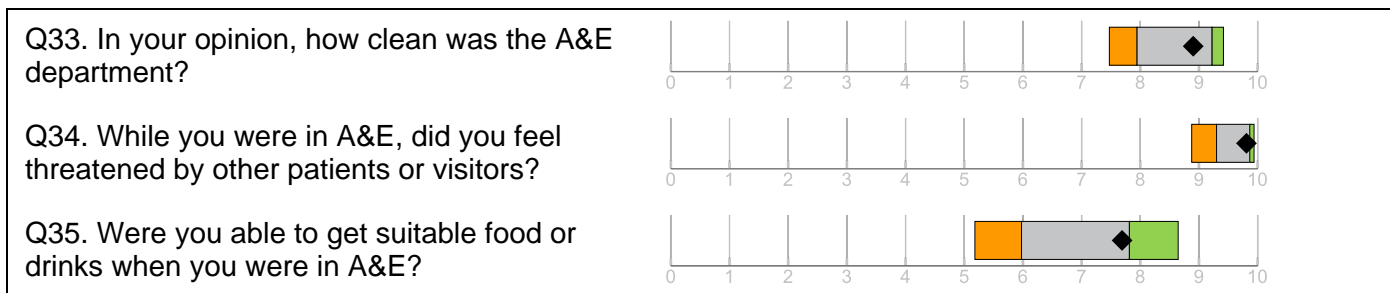 Q33. In your opinion, how clean was the A&E
department?
0 1 2 3 4 5 6 7 8 9 10
Q34. While you were in A&E, did you feel
threatened by other patients or visitors?
0 1 2 3 4 5 6 7 8 9 10
Q35. Were you able to get suitable food or
drinks when you were in A&E?
0 1 2 3 4 5 6 7 8 9 10